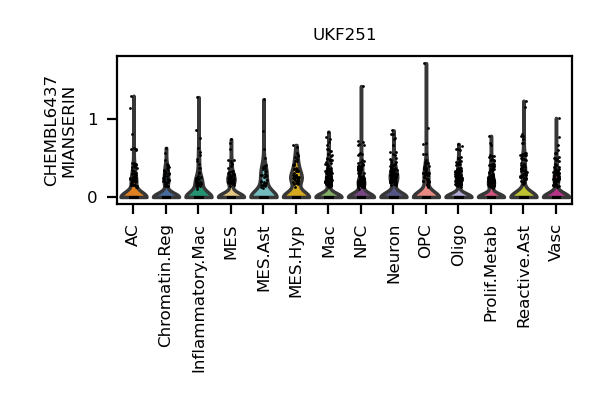 UKF251
CHEMBL6437
MIANSERIN
1
0
AC
Chromatin.Reg
Inflammatory.Mac
MES
MES.Ast
MES.Hyp
Mac
NPC
Neuron
OPC
Oligo
Prolif.Metab
Reactive.Ast
Vasc